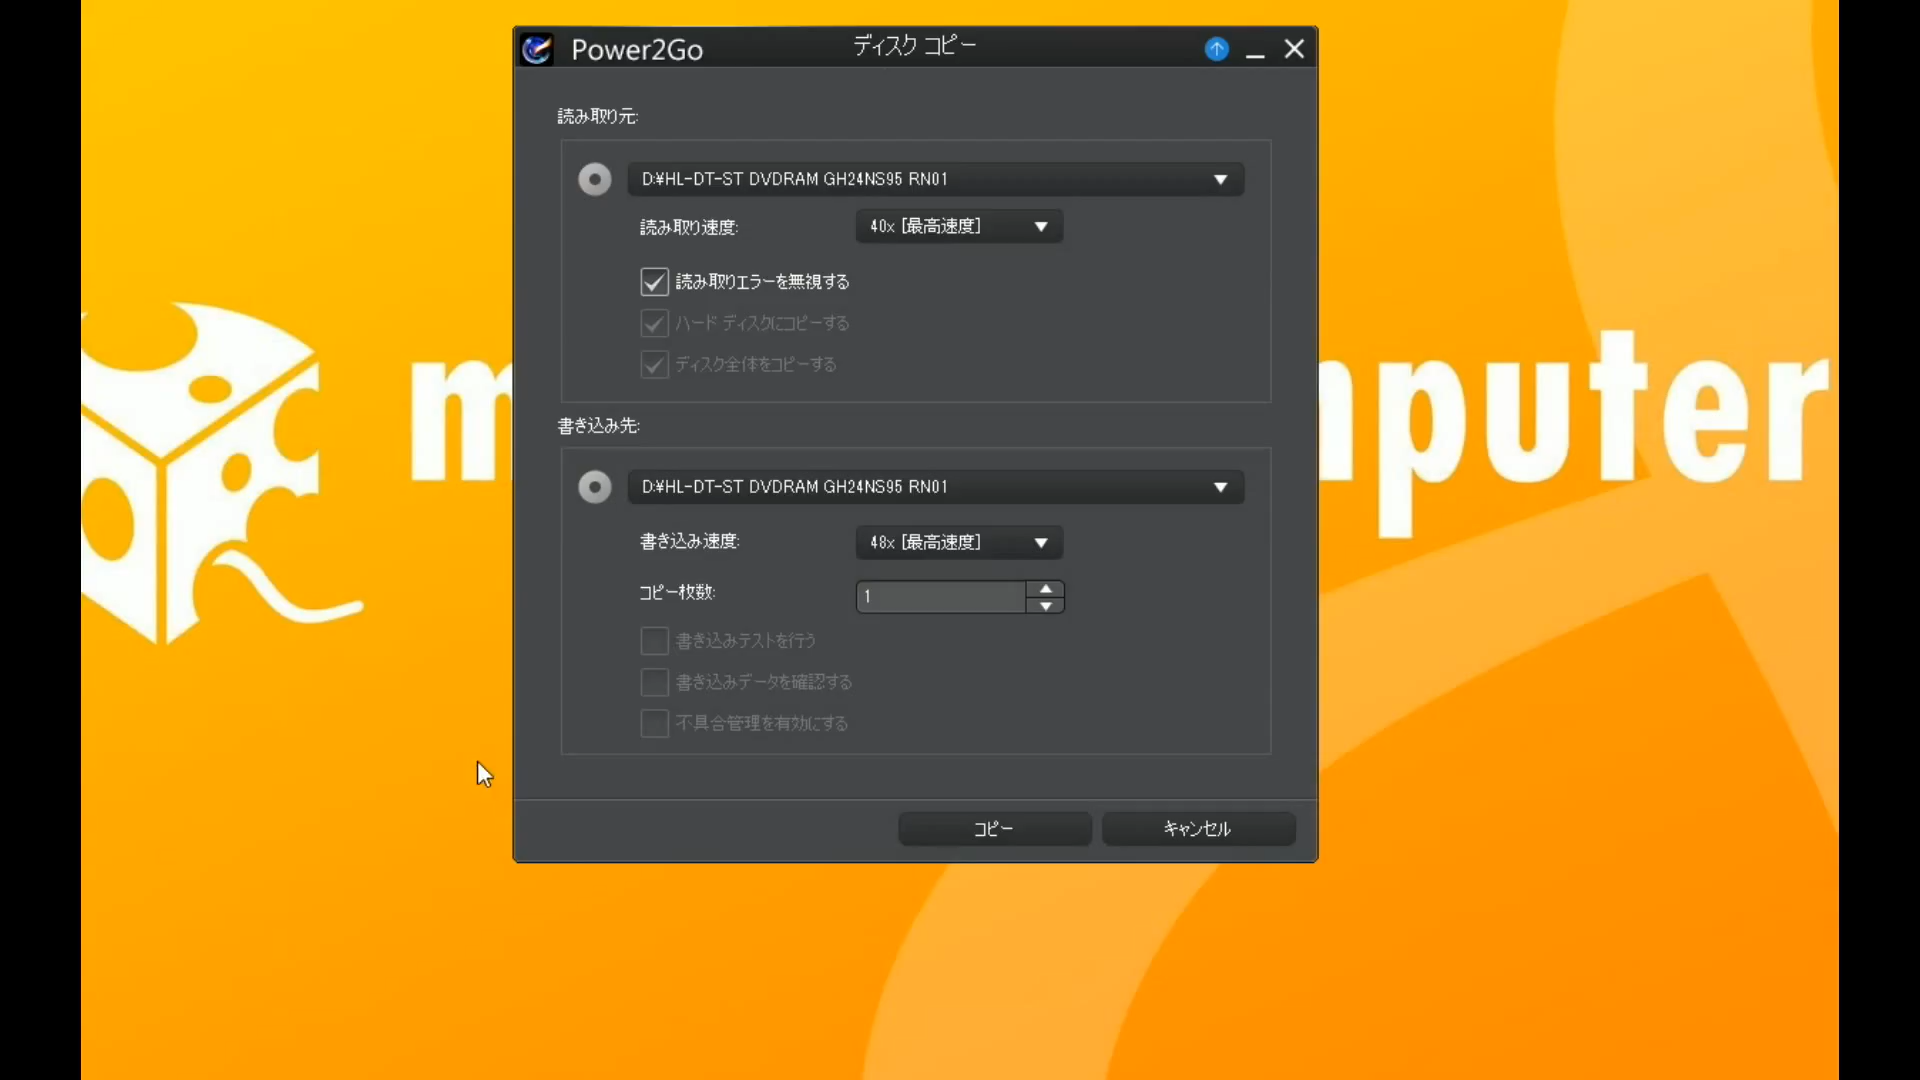 Power2Go
ディスク コピー
読み取り元:
D:¥HL-DT-ST DVDRAM GH24NS95 RN01
読み取り速度:
40x [最高速度]
読み取りエラーを無視する
ハード ディスクにコピーする
ディスク全体をコピーする
書き込み先:
D:¥HL-DT-ST DVDRAM GH24NS95 RN01
書き込み速度:
48x [最高速度]
コピー枚数:
1
書き込みテストを行う
書き込みデータを確認する
不具合管理を有効にする
コピー
キャンセル